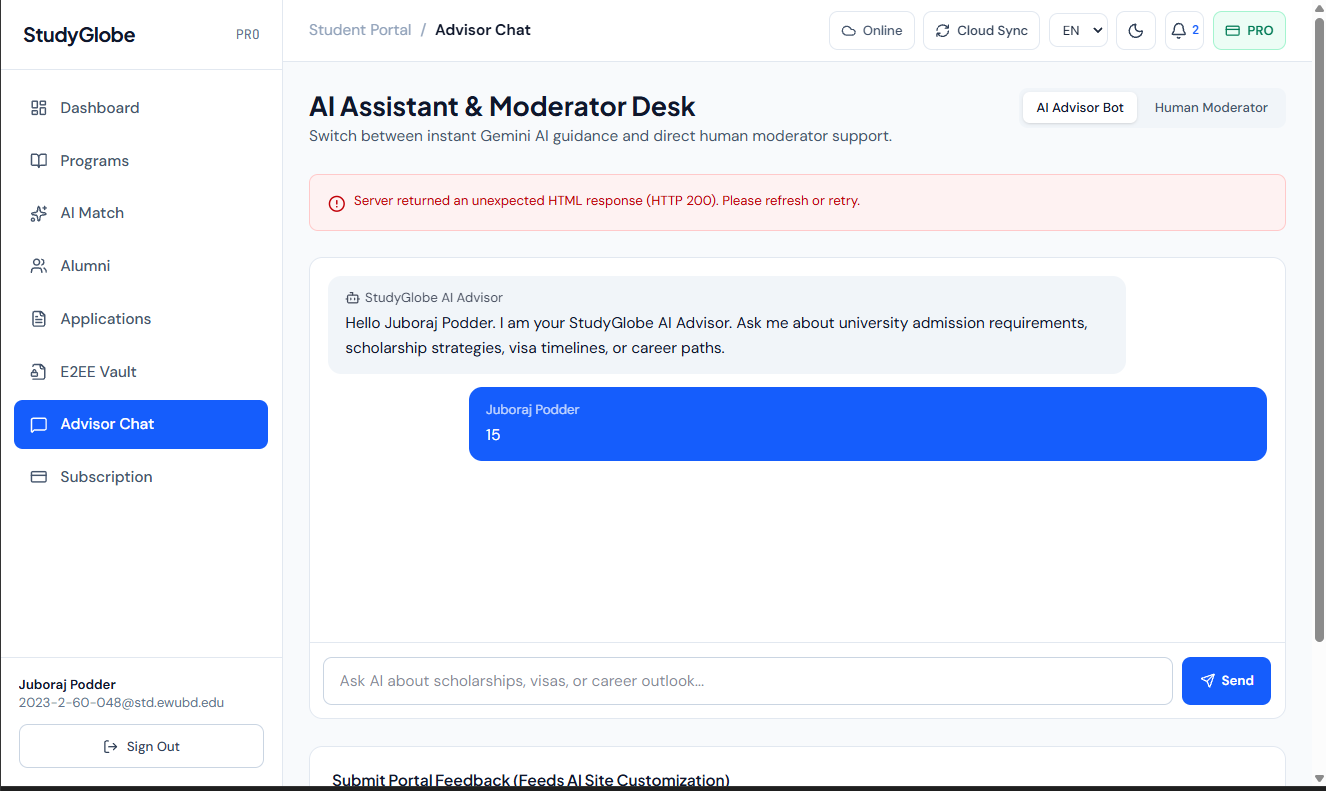 StudyGlobe PRO
Student Portal / Advisor Chat
Online
Cloud Sync
EN
2
PRO
Dashboard
Programs
AI Match
Alumni
Applications
E2EE Vault
Advisor Chat
Subscription
Juboraj Podder
2023-2-60-048@std.ewubd.edu
Sign Out
AI Assistant & Moderator Desk
Switch between instant Gemini AI guidance and direct human moderator support.
AI Advisor Bot
Human Moderator
Server returned an unexpected HTML response (HTTP 200). Please refresh or retry.
StudyGlobe AI Advisor
Hello Juboraj Podder. I am your StudyGlobe AI Advisor. Ask me about university admission requirements,
scholarship strategies, visa timelines, or career paths.
Juboraj Podder
15
Ask AI about scholarships, visas, or career outlook...
Send
Submit Portal Feedback (Feeds AI Site Customization)